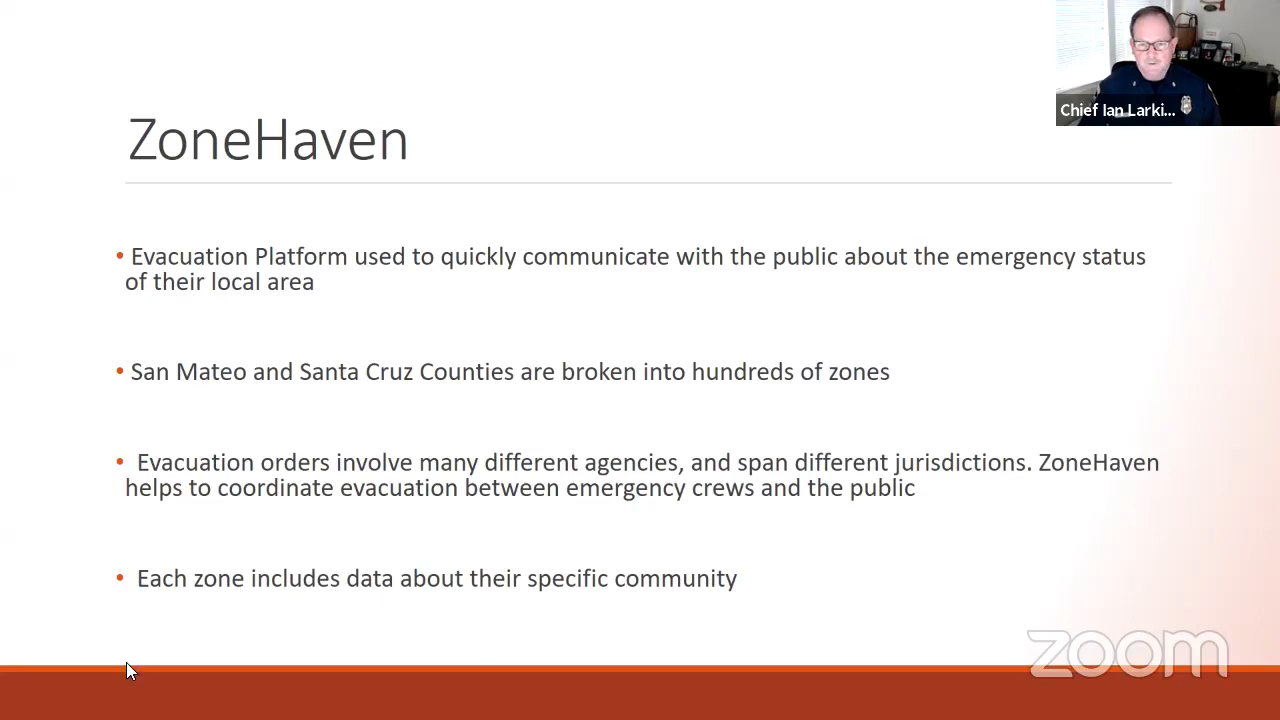 Chief Ian Larki...
ZoneHaven
• Evacuation Platform used to quickly communicate with the public about the emergency status
of their local area
• San Mateo and Santa Cruz Counties are broken into hundreds of zones
• Evacuation orders involve many different agencies, and span different jurisdictions. ZoneHaven
helps to coordinate evacuation between emergency crews and the public
• Each zone includes data about their specific community
zoom